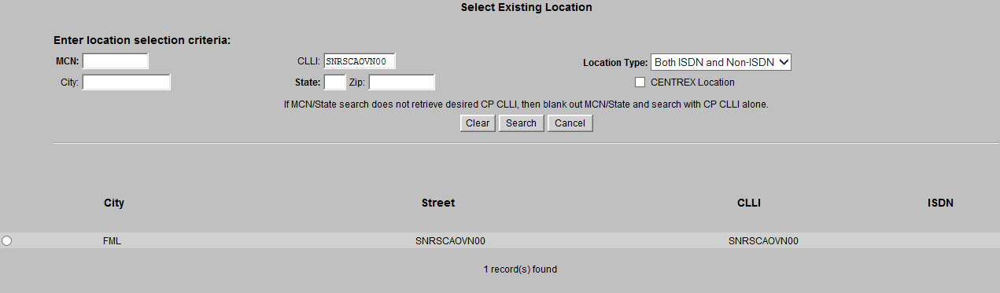 Select Existing Location
Enter location selection criteria:
MCN: CLLI: SNRSCAOVN00 Location Type: Both ISDN and Non-ISDN
City: State: Zip: CENTREX Location
If MCN/State search does not retrieve desired CP CLLI, then blank out MCN/State and search with CP CLLI alone.
Clear Search Cancel
City Street CLLI ISDN
FML SNRSCAOVN00 SNRSCAOVN00
1 record(s) found